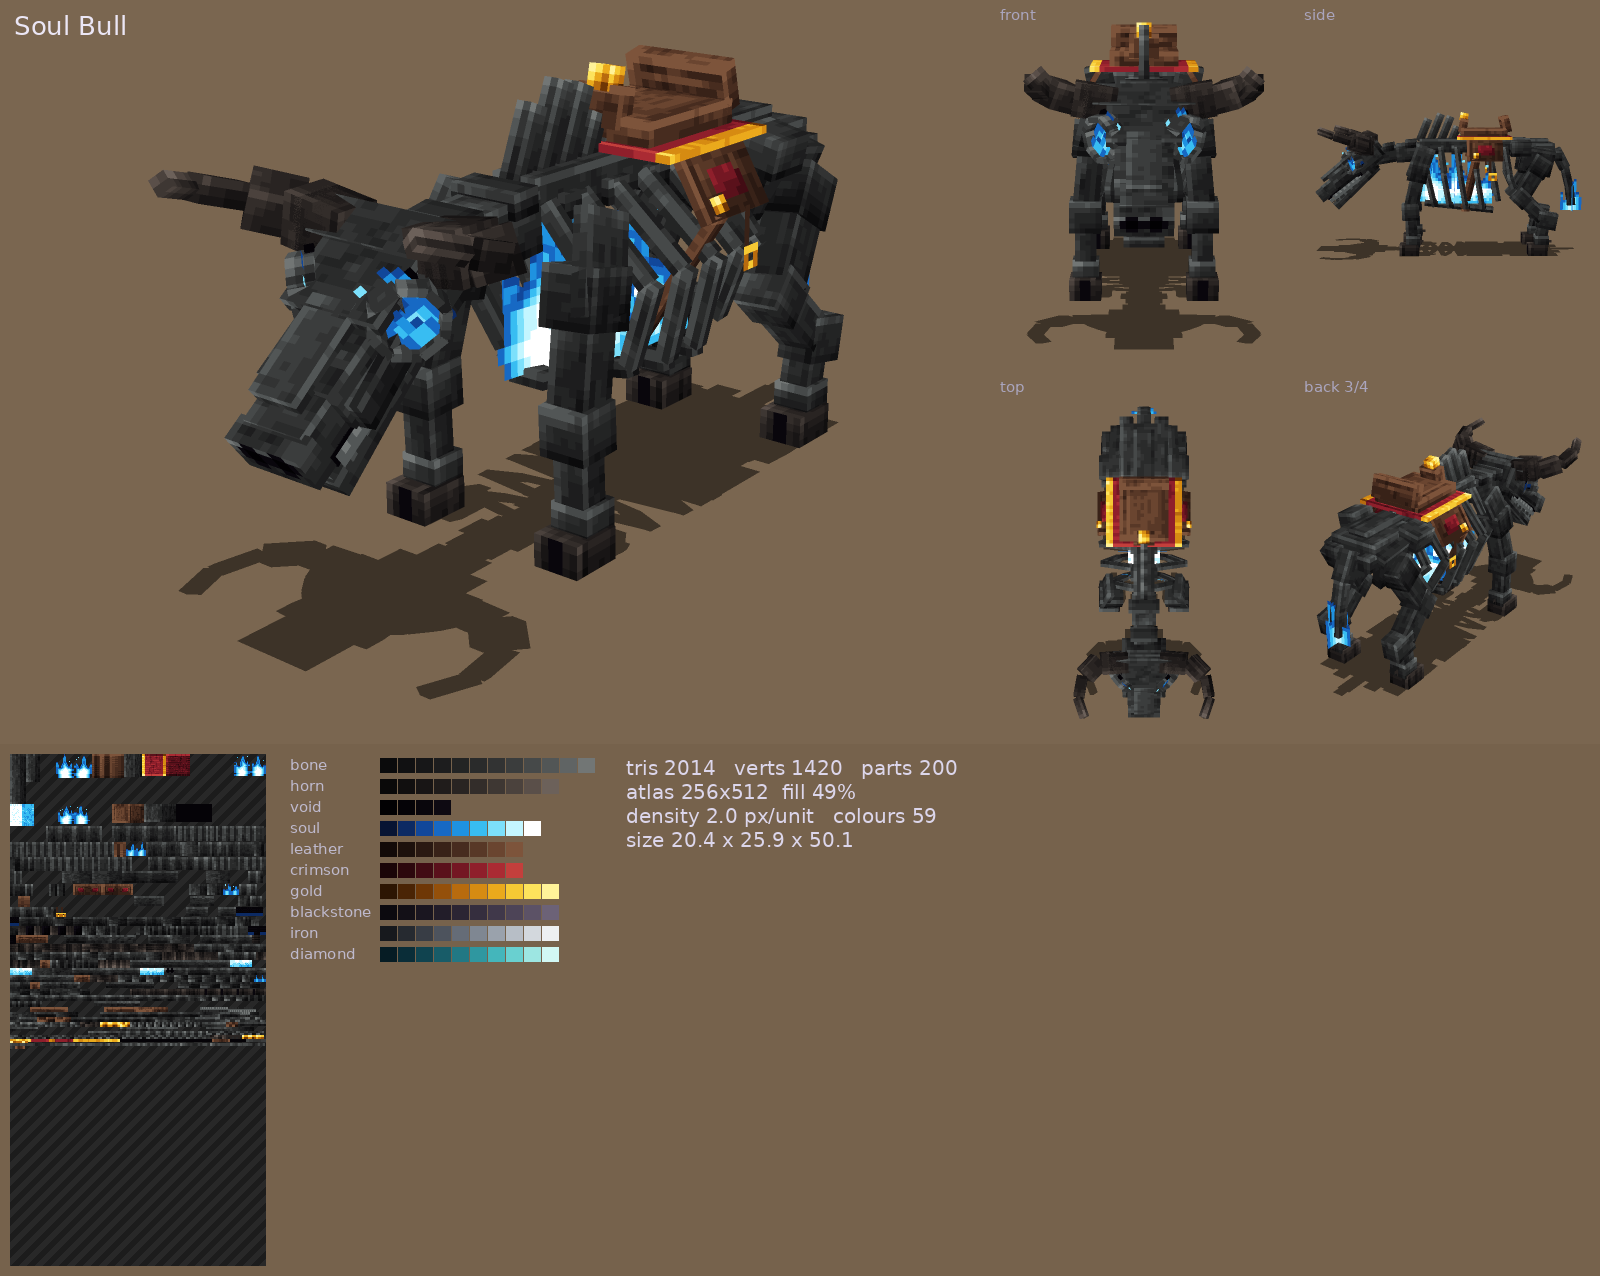 Soul Bull
front
side
top
back 3/4
bone
horn
void
soul
leather
crimson
gold
blackstone
iron
diamond
tris 2014 verts 1420 parts 200
atlas 256x512 fill 49%
density 2.0 px/unit colours 59
size 20.4 x 25.9 x 50.1